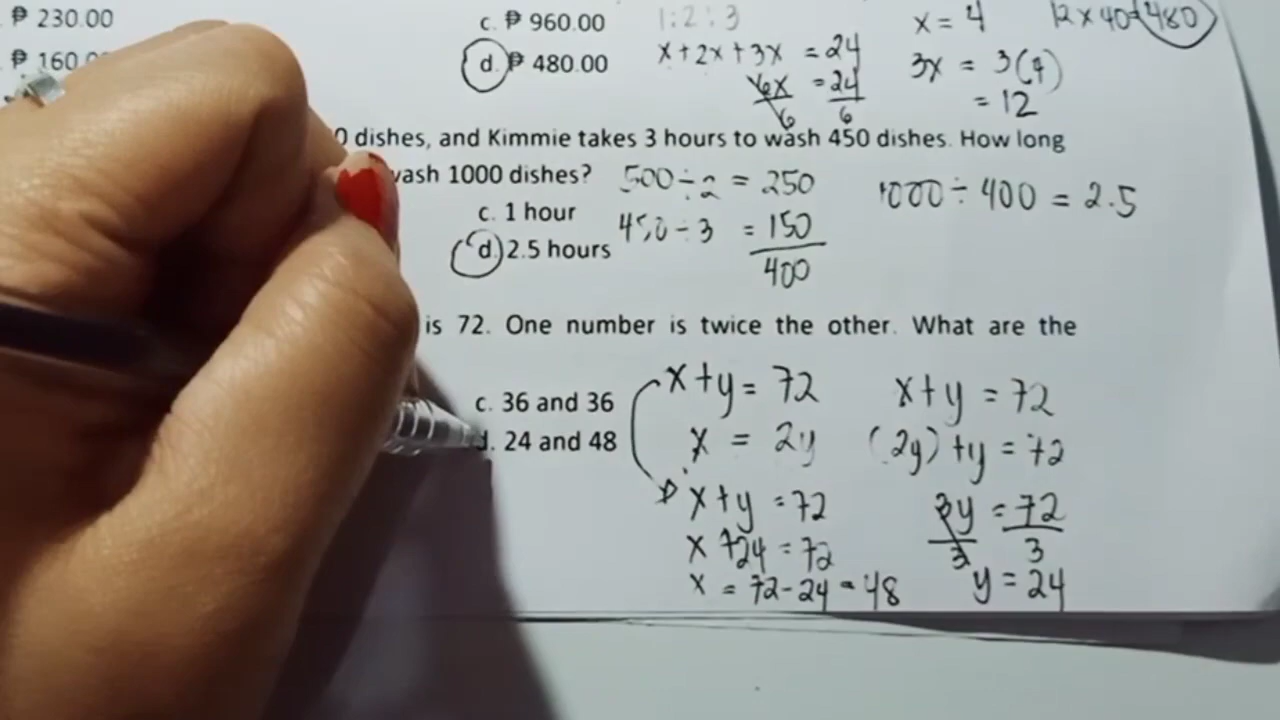 ₱ 230.00 c. ₱ 960.00 1:2:3 x = 4 12 x 40 = 480
₱ 160.00 d. ₱ 480.00 x + 2x + 3x = 24 3x = 3(4)
6x = 24 = 12
6 6
0 dishes, and Kimmie takes 3 hours to wash 450 dishes. How long
wash 1000 dishes? 500 ÷ 2 = 250 1000 ÷ 400 = 2.5
c. 1 hour 450 ÷ 3 = 150
d. 2.5 hours 400
is 72. One number is twice the other. What are the
x + y = 72 x + y = 72
c. 36 and 36
d. 24 and 48 x = 2y (2y) + y = 72
x + y = 72 3y = 72
x + 24 = 72 3 3
x = 72 - 24 = 48 y = 24